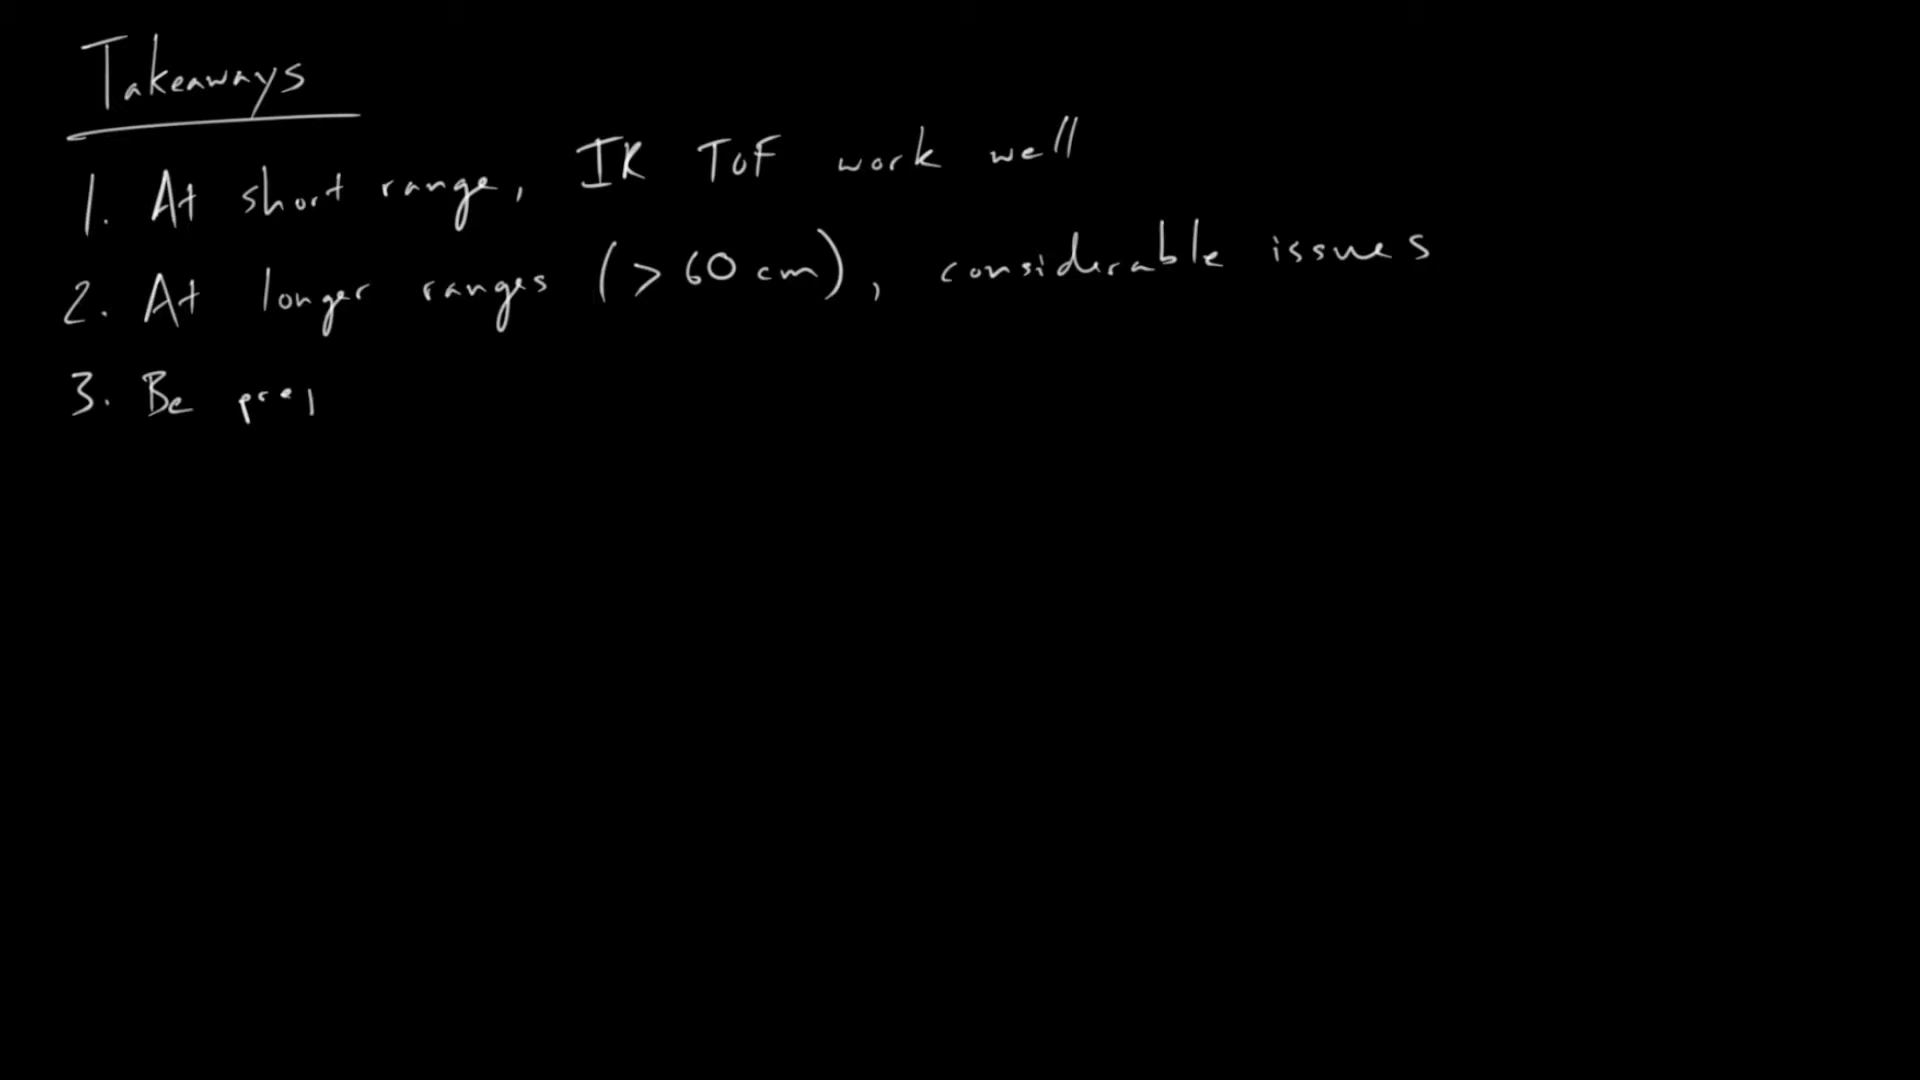 Takeaways
1. At short range, IR ToF work well
2. At longer ranges (> 60 cm), considerable issues
3. Be